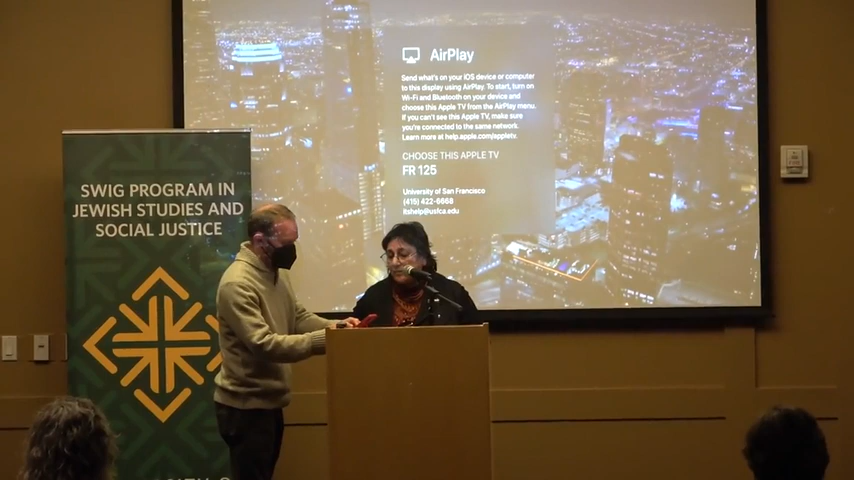 SWIG PROGRAM IN
JEWISH STUDIES AND
SOCIAL JUSTICE
AirPlay
Send what's on your iOS device or computer
to this display using AirPlay. To start, turn on
Wi-Fi and Bluetooth on your device and
choose this Apple TV from the AirPlay menu.
If you can't see this Apple TV, make sure
you're connected to the same network.
Learn more at help.apple.com/appletv.
CHOOSE THIS APPLE TV
FR 125
University of San Francisco
(415) 422-6668
itshelp@usfca.edu